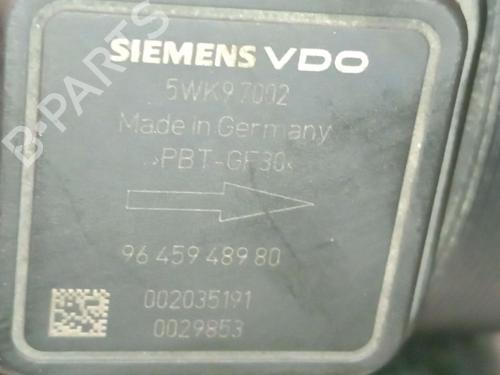 B-PARTS
SIEMENS VDO
5WK9 7002
Made in Germany
>PBT-GF30<
96 459 489 80
002035191
0029853